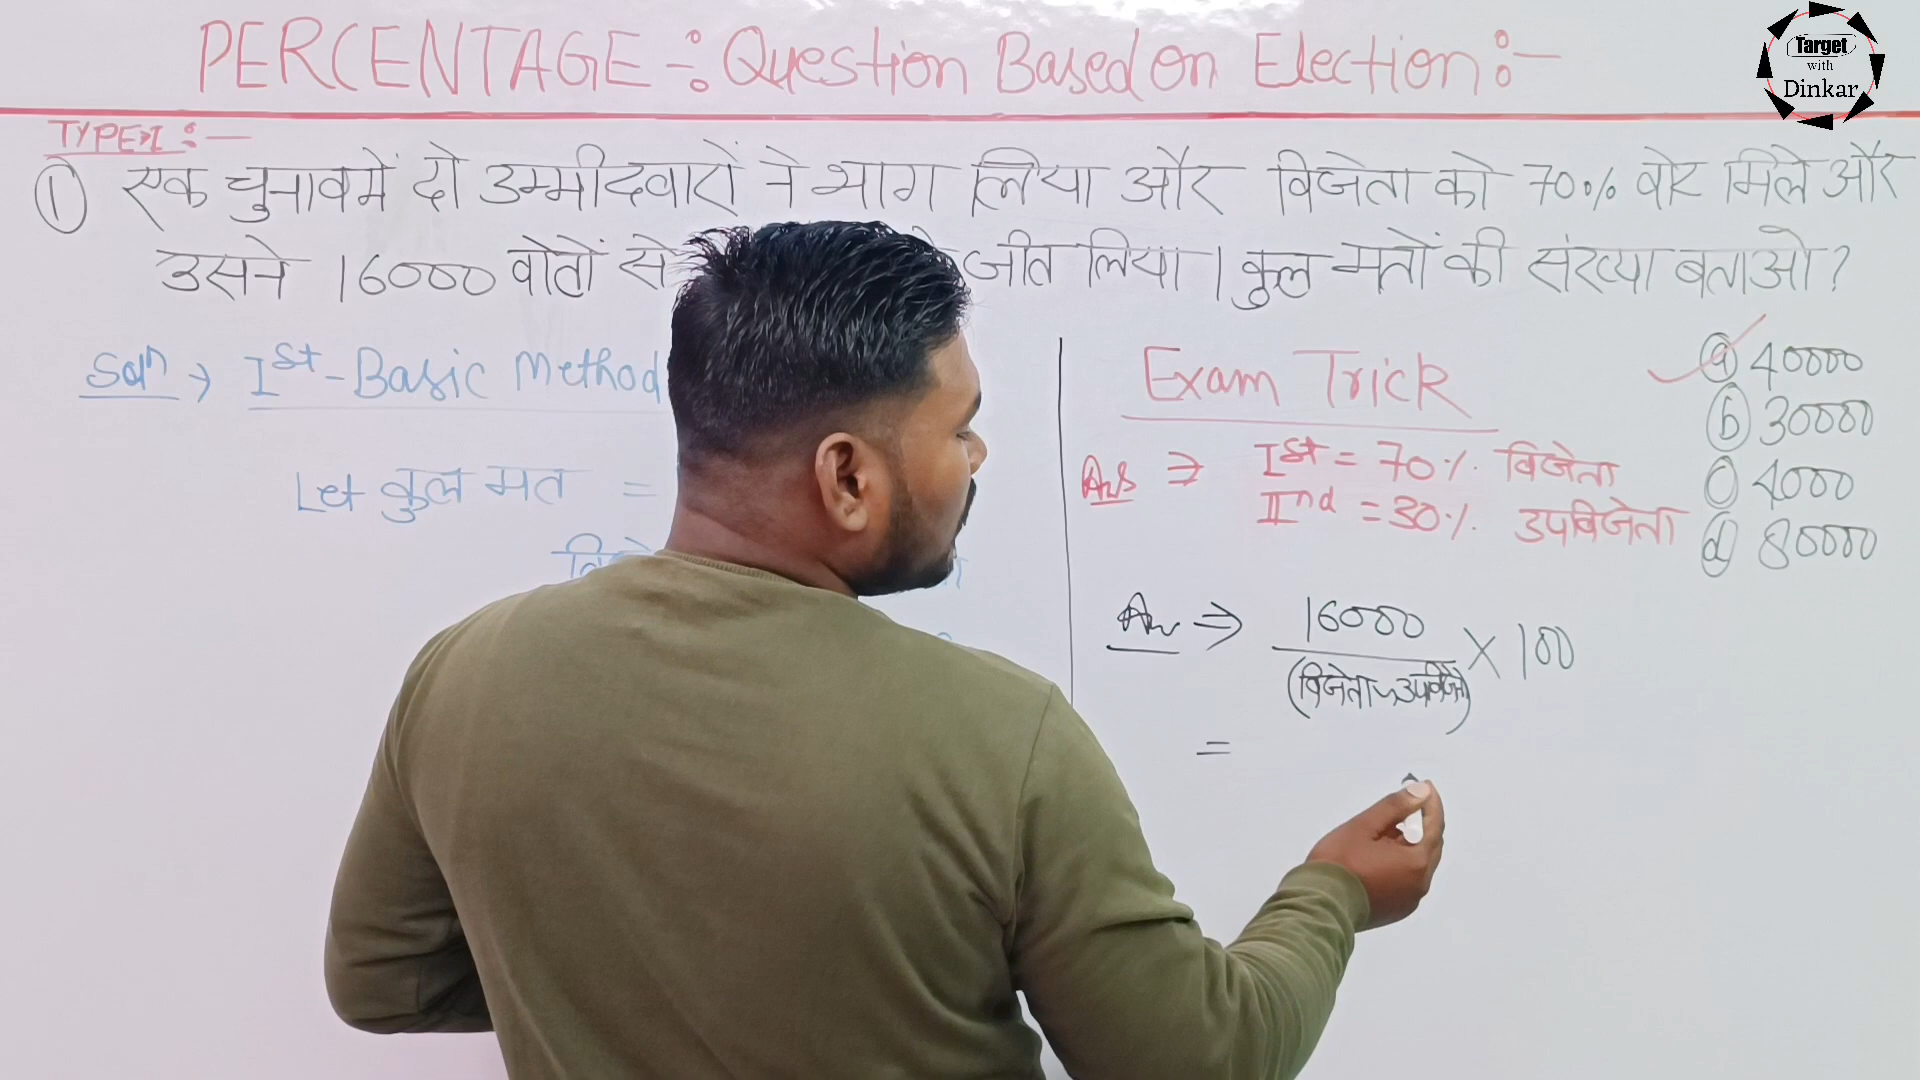 PERCENTAGE -: Question Based on Election :-
Target
with
Dinkar
TYPE-I :-
① एक चुनाव में दो उम्मीदवारों ने भाग लिया और विजेता को 70% वोट मिले और
उसने 16000 वोतों से जीत लिया। कुल मतों की संख्या बताओ?
Solⁿ → Ist - Basic Method
Let कुल मत =
Exam Trick
Ans ⇒ Ist = 70% विजेता
IInd = 30% उपविजेता
ⓐ 40000
ⓑ 30000
ⓒ 4000
ⓓ 80000
An ⇒ 16000 × 100
(विजेता - उपविजे)
=